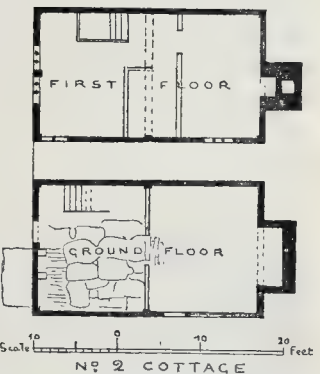 FIRST FLOOR
GROUND FLOOR
10 0 10 20
Scale Feet
Nº 2 COTTAGE